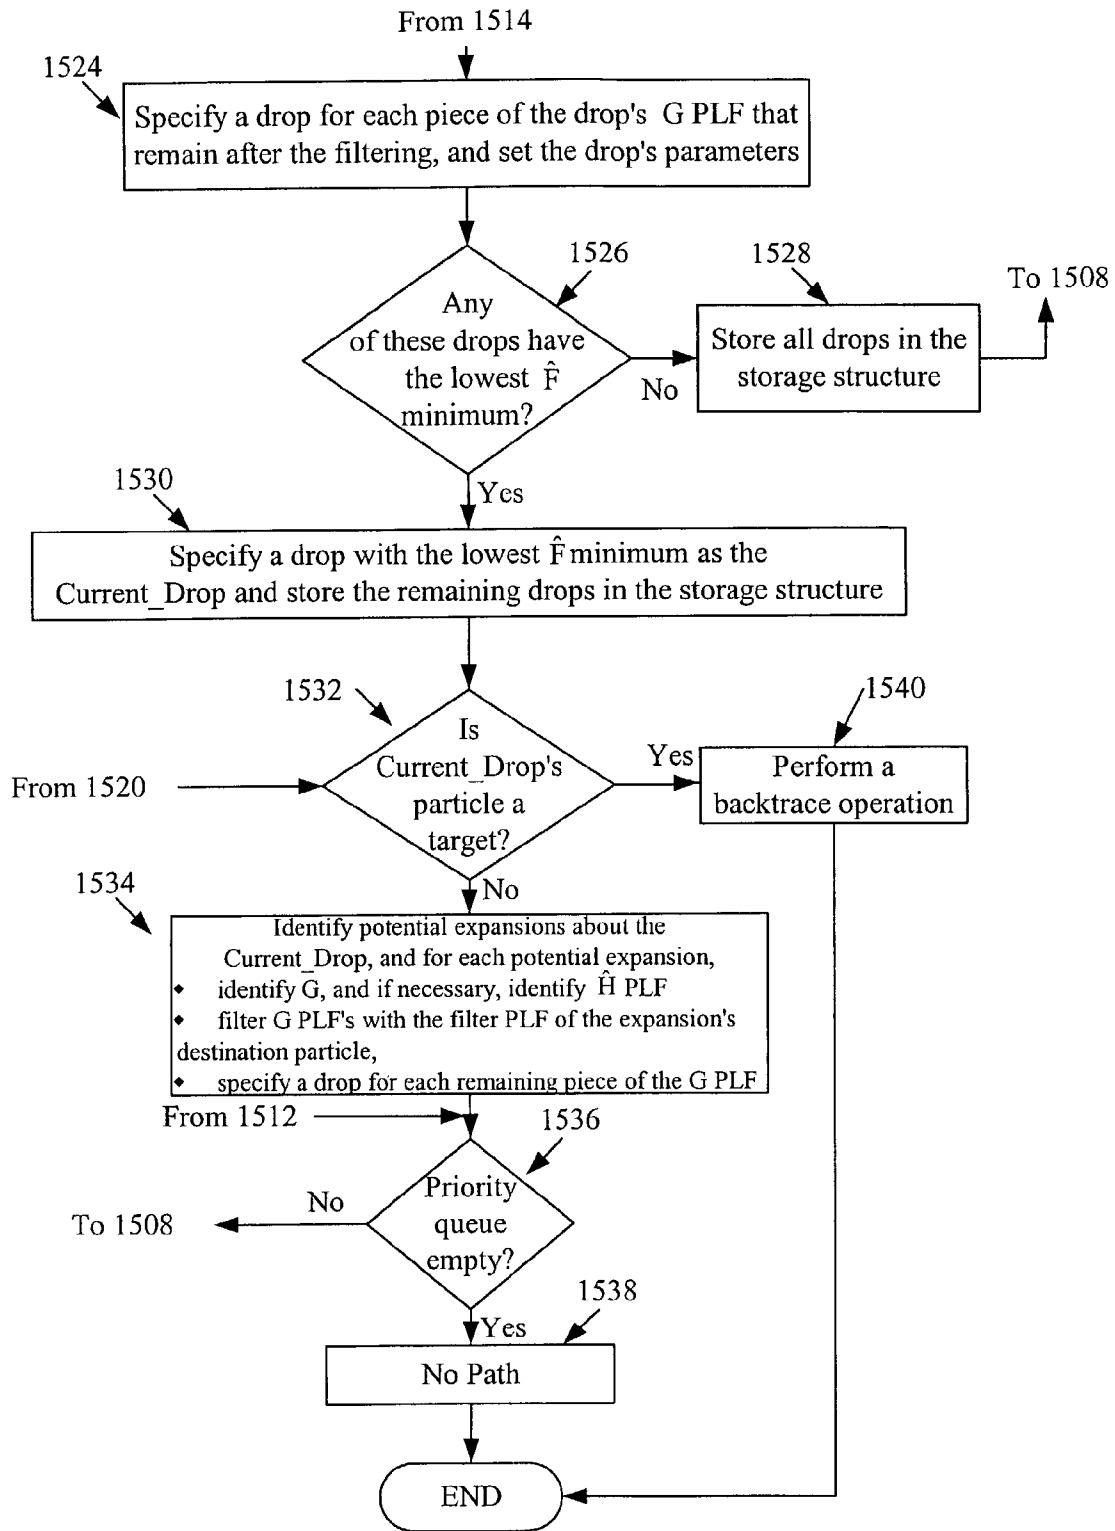 From 1514
1524
Specify a drop for each piece of the drop's G PLF that
remain after the filtering, and set the drop's parameters
1526
1528
To 1508
Any
of these drops have
the lowest F̂
minimum?
No
Store all drops in the
storage structure
Yes
1530
Specify a drop with the lowest F̂ minimum as the
Current_Drop and store the remaining drops in the storage structure
1532
1540
Is
Current_Drop's
particle a
target?
Yes
Perform a
backtrace operation
From 1520
No
1534
Identify potential expansions about the
Current_Drop, and for each potential expansion,
◆ identify G, and if necessary, identify Ĥ PLF
◆ filter G PLF's with the filter PLF of the expansion's
destination particle,
◆ specify a drop for each remaining piece of the G PLF
From 1512
1536
Priority
queue
empty?
No
To 1508
1538
Yes
No Path
END